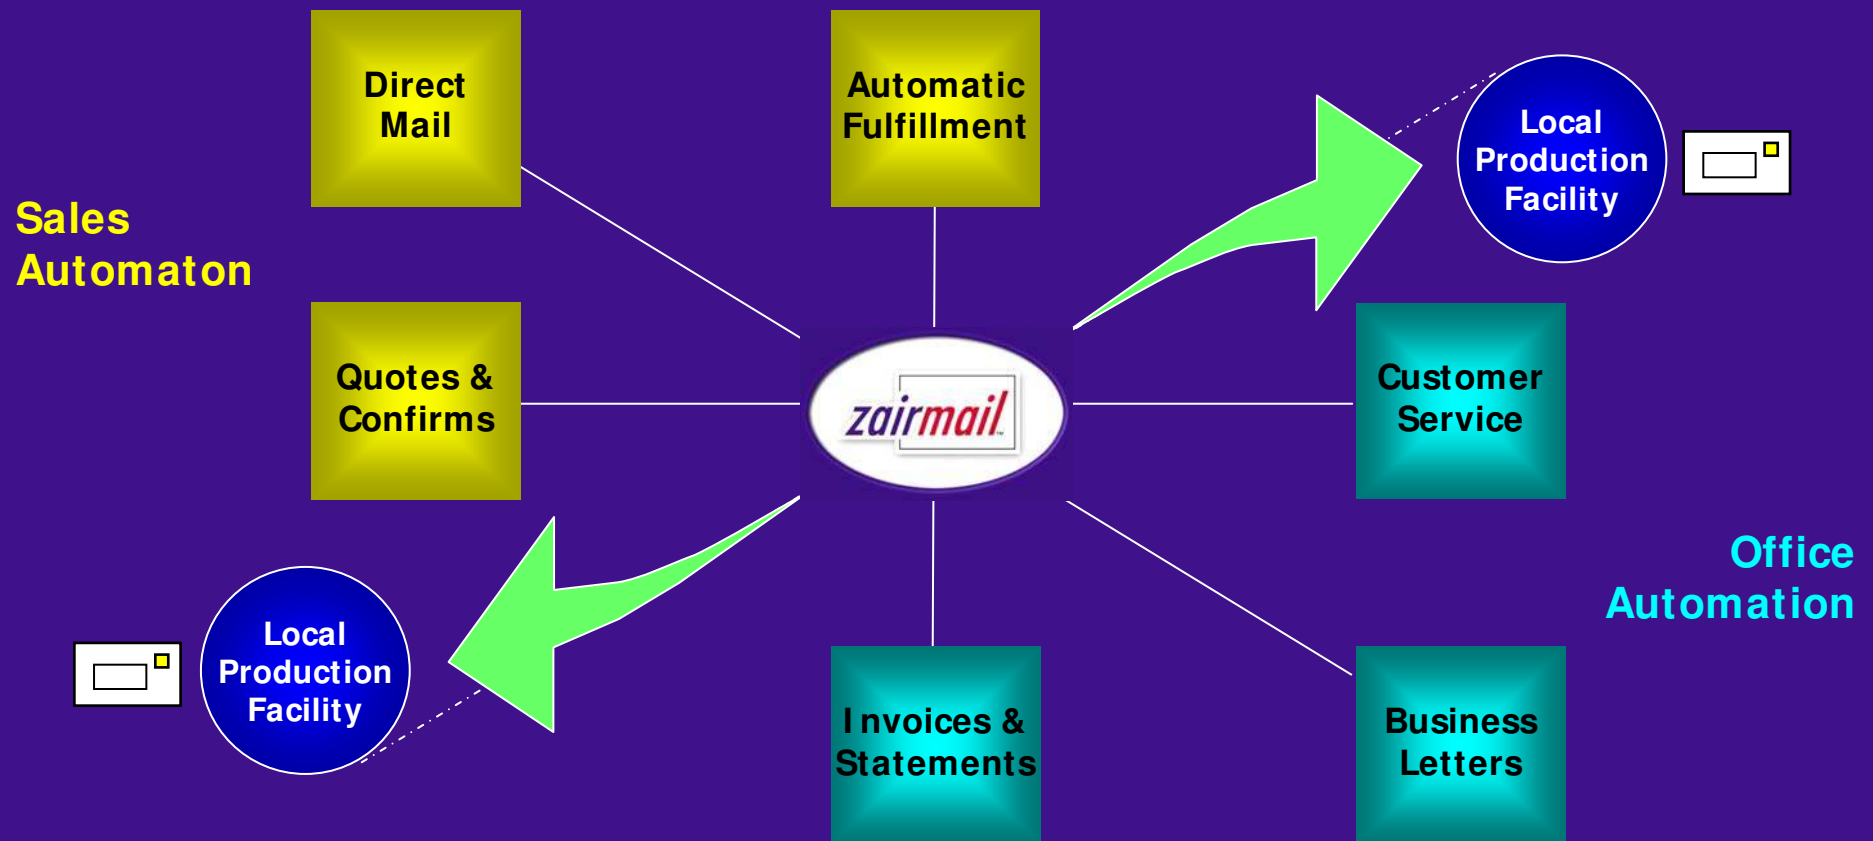 Direct
Mail
Automatic
Fulfillment
Local
Production
Facility
Sales
Automaton
Quotes &
Confirms
zairmail™
Customer
Service
Office
Automation
Local
Production
Facility
Invoices &
Statements
Business
Letters